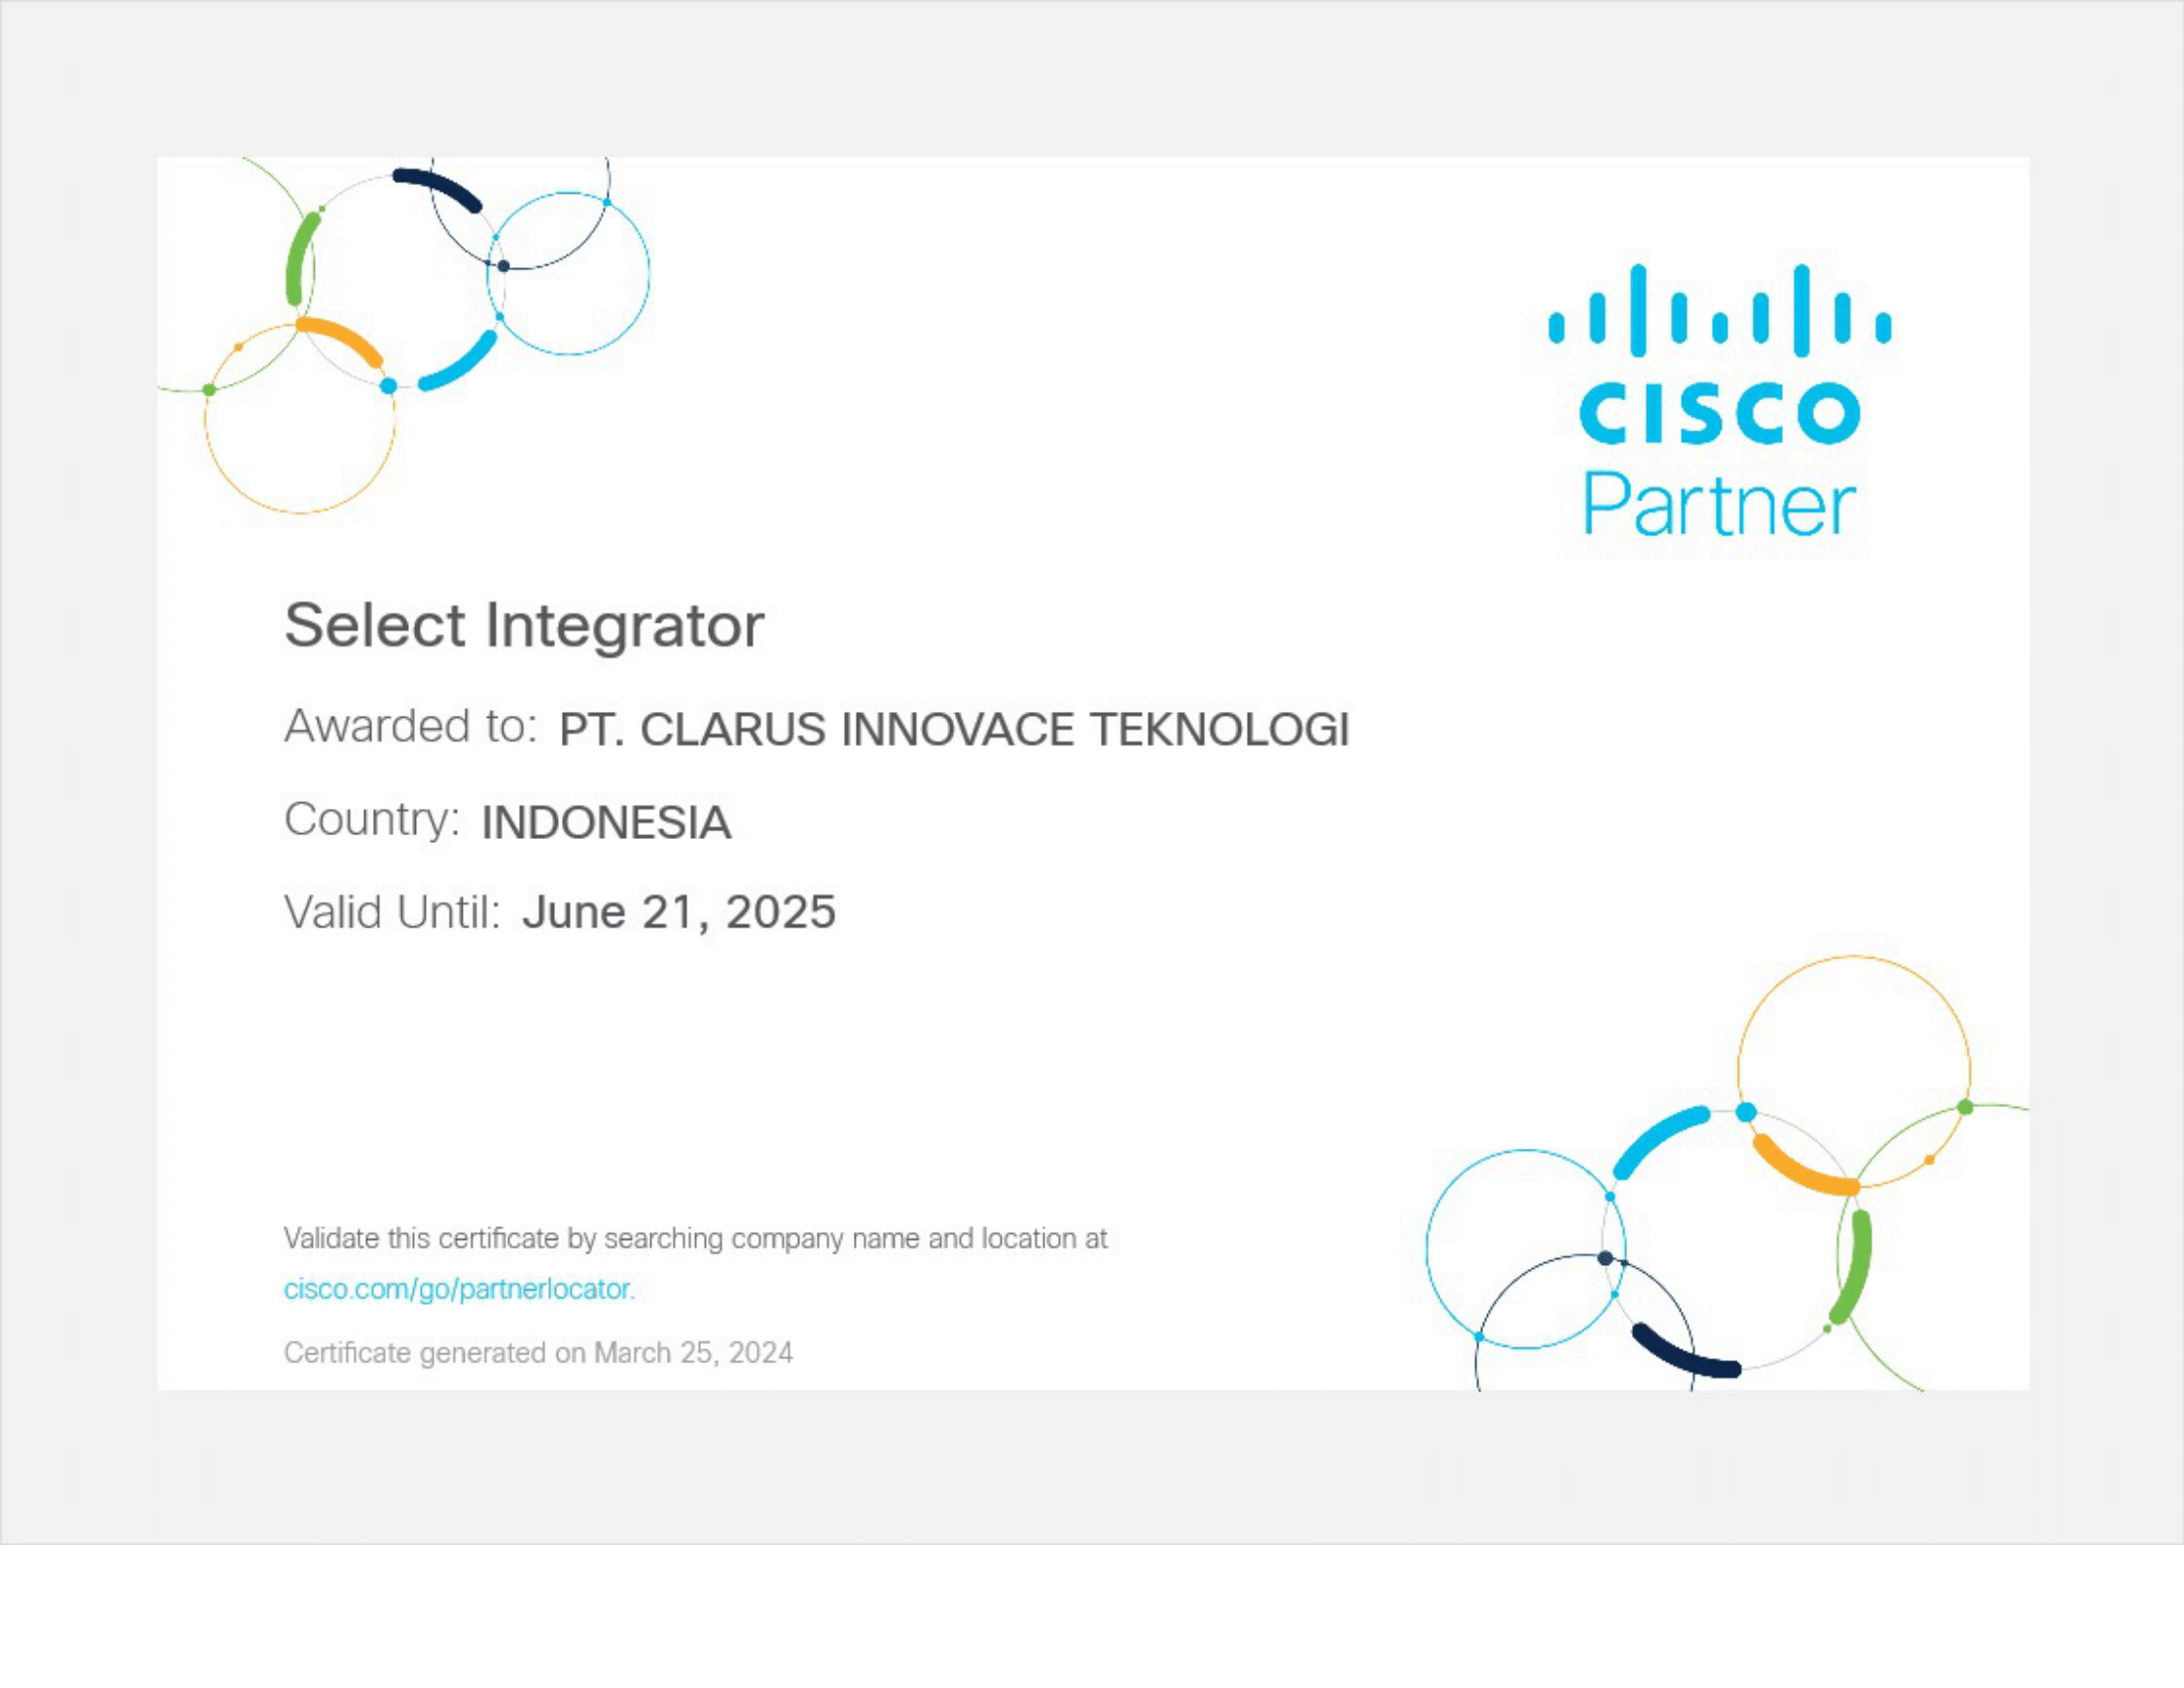 CISCO
Partner
Select Integrator
Awarded to: PT. CLARUS INNOVACE TEKNOLOGI
Country: INDONESIA
Valid Until: June 21, 2025
Validate this certificate by searching company name and location at
cisco.com/go/partnerlocator.
Certificate generated on March 25, 2024